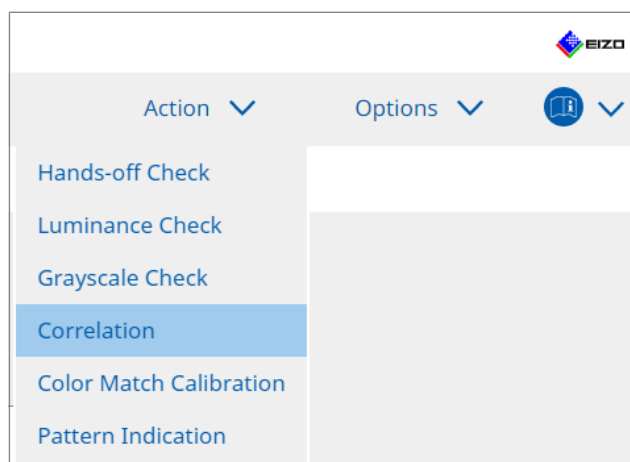 EIZO
Action Options
Hands-off Check
Luminance Check
Grayscale Check
Correlation
Color Match Calibration
Pattern Indication